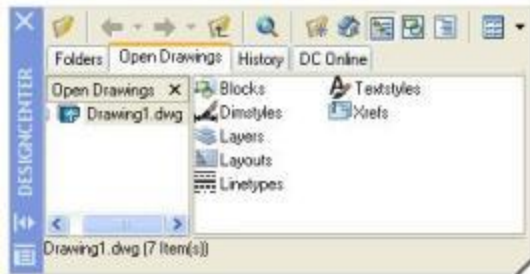 Folders Open Drawings History DC Online
Open Drawings
Drawing1.dwg
Blocks Textstyles
Dimstyles Xrefs
Layers
Layouts
Linetypes
DESIGNCENTER
Drawing1.dwg (7 Item(s))